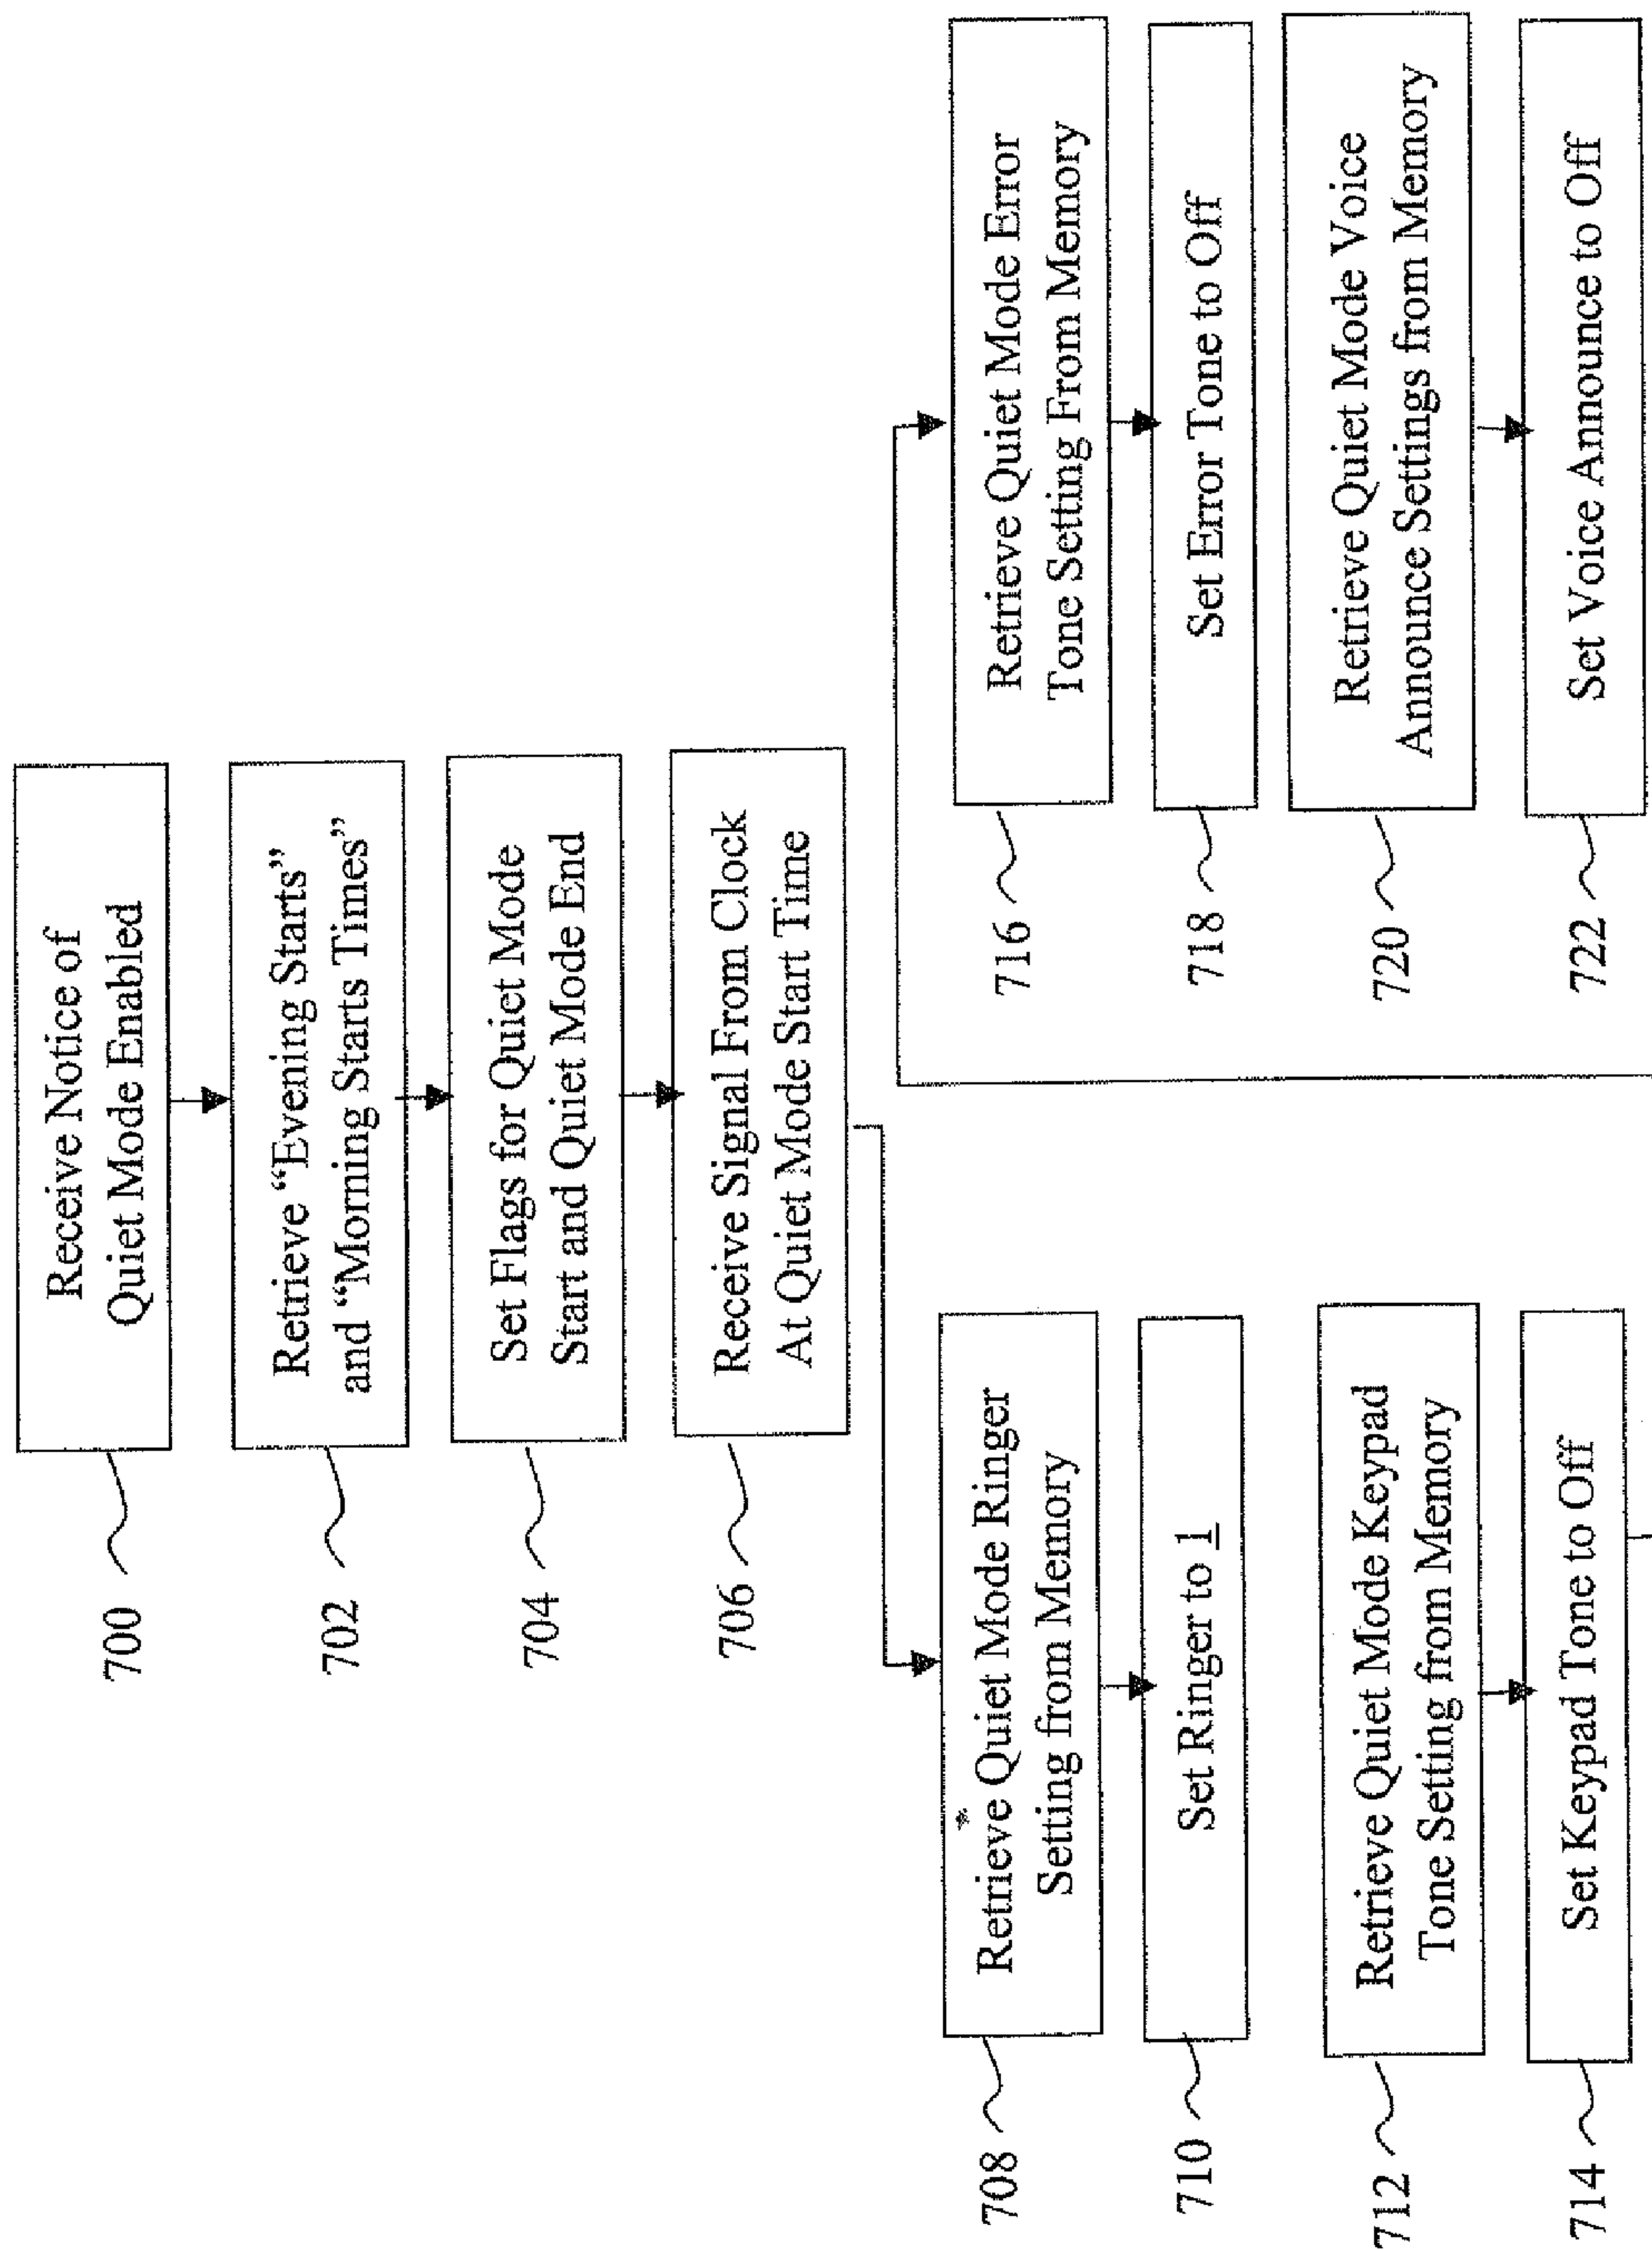 700
Receive Notice of
Quiet Mode Enabled
702
Retrieve “Evening Starts”
and “Morning Starts Times”
704
Set Flags for Quiet Mode
Start and Quiet Mode End
706
Receive Signal From Clock
At Quiet Mode Start Time
708
Retrieve Quiet Mode Ringer
Setting from Memory
710
Set Ringer to 1
712
Retrieve Quiet Mode Keypad
Tone Setting from Memory
714
Set Keypad Tone to Off
716
Retrieve Quiet Mode Error
Tone Setting From Memory
718
Set Error Tone to Off
720
Retrieve Quiet Mode Voice
Announce Settings from Memory
722
Set Voice Announce to Off